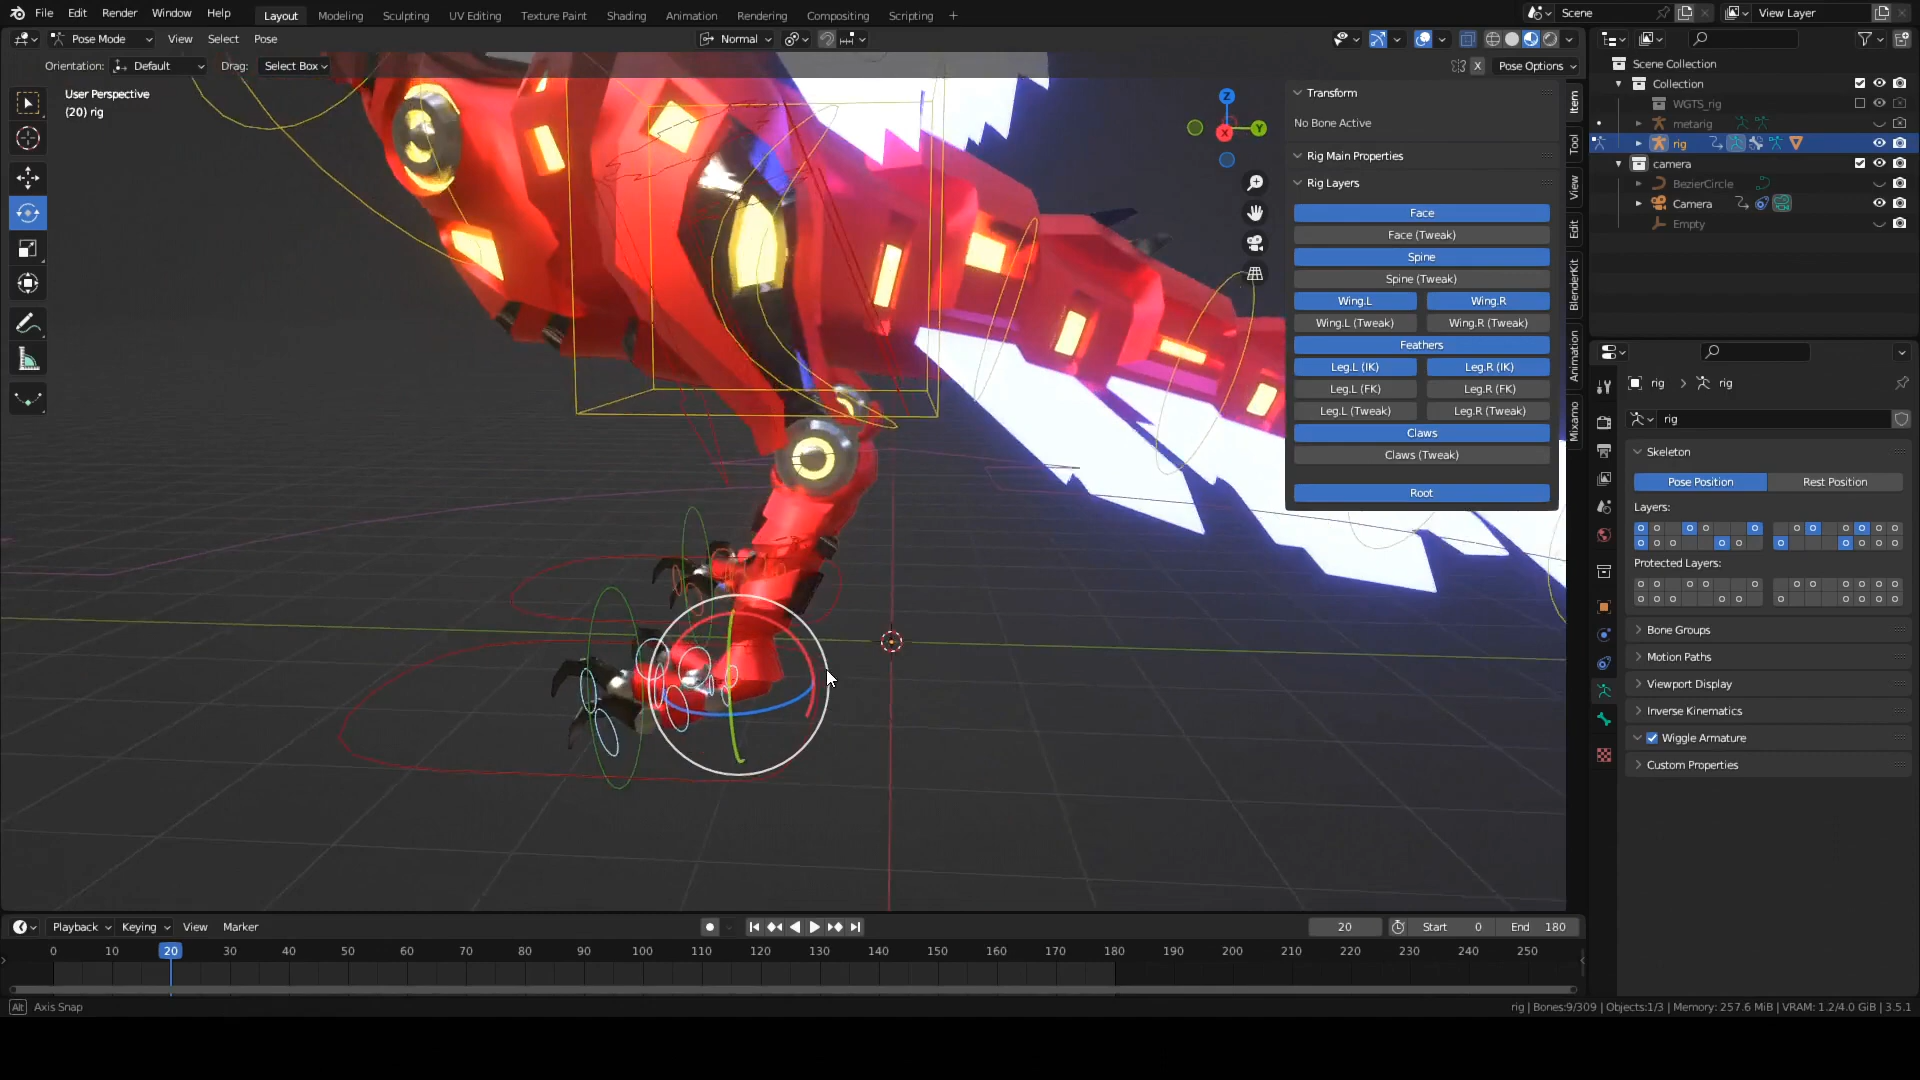 File Edit Render Window Help Layout Modeling Sculpting UV Editing Texture Paint Shading Animation Rendering Compositing Scripting + Scene View Layer
Pose Mode View Select Pose Normal
Orientation: Default Drag: Select Box X Pose Options
User Perspective
(20) rig
Z
Y
X
Transform
No Bone Active
Rig Main Properties
Rig Layers
Face
Face (Tweak)
Spine
Spine (Tweak)
Wing.L Wing.R
Wing.L (Tweak) Wing.R (Tweak)
Feathers
Leg.L (IK) Leg.R (IK)
Leg.L (FK) Leg.R (FK)
Leg.L (Tweak) Leg.R (Tweak)
Claws
Claws (Tweak)
Root
Item
Tool
View
Edit
BlenderKit
Animation
Mixamo
Scene Collection
Collection
WGTS_rig
metarig
rig
camera
BezierCircle
Camera
Empty
rig > rig
rig
Skeleton
Pose Position Rest Position
Layers:
Protected Layers:
Bone Groups
Motion Paths
Viewport Display
Inverse Kinematics
Wiggle Armature
Custom Properties
Playback Keying View Marker 20 Start 0 End 180
0 10 20 30 40 50 60 70 80 90 100 110 120 130 140 150 160 170 180 190 200 210 220 230 240 250
Alt Axis Snap
rig | Bones:9/309 | Objects:1/3 | Memory: 257.6 MiB | VRAM: 1.2/4.0 GiB | 3.5.1